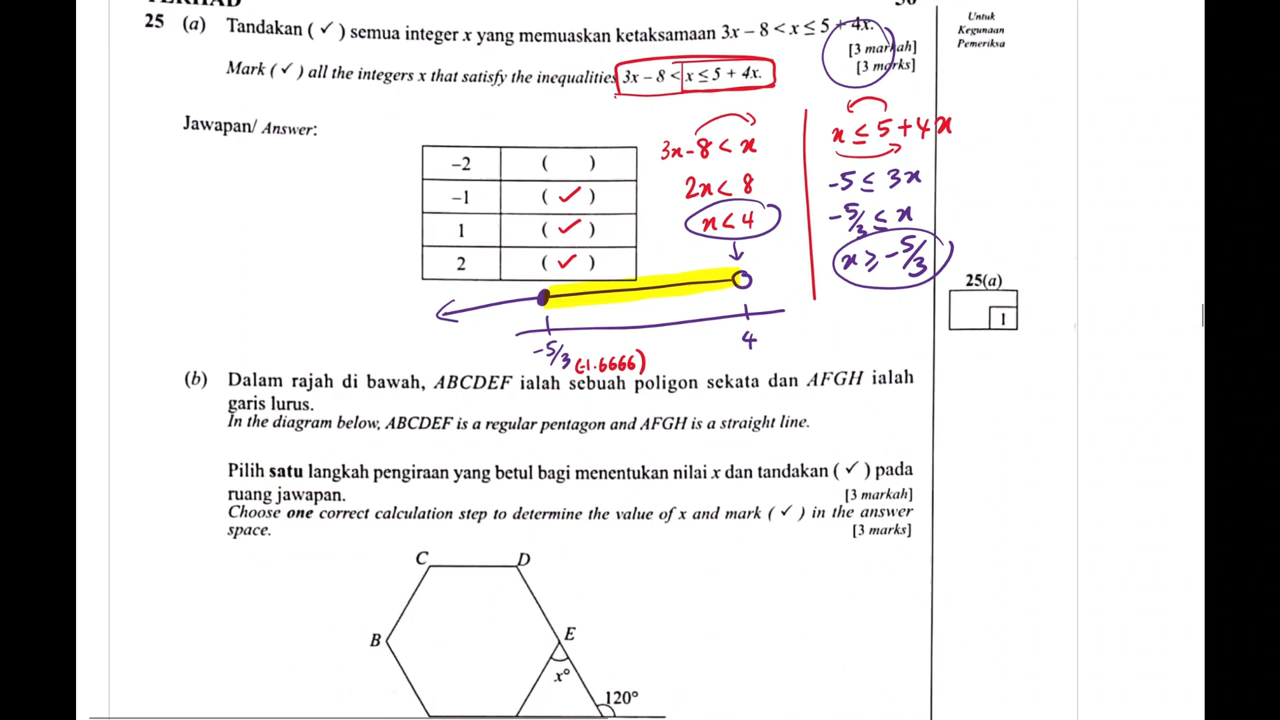 25 (a) Tandakan ( ✓ ) semua integer x yang memuaskan ketaksamaan 3x – 8 < x ≤ 5 + 4x.
[3 markah]
[3 marks]
Mark ( ✓ ) all the integers x that satisfy the inequalities 3x – 8 < x ≤ 5 + 4x.
Untuk
Kegunaan
Pemeriksa
Jawapan/ Answer:
–2 ( )
–1 ( ✓ )
1 ( ✓ )
2 ( ✓ )
3x-8 < x
2x < 8
x < 4
x ≤ 5+4x
-5 ≤ 3x
-5/3 ≤ x
x ≥ -5/3
-5/3 (-1.6666)
4
25(a)
1
(b) Dalam rajah di bawah, ABCDEF ialah sebuah poligon sekata dan AFGH ialah
garis lurus.
In the diagram below, ABCDEF is a regular pentagon and AFGH is a straight line.
Pilih satu langkah pengiraan yang betul bagi menentukan nilai x dan tandakan ( ✓ ) pada
ruang jawapan.
[3 markah]
Choose one correct calculation step to determine the value of x and mark ( ✓ ) in the answer
space.
[3 marks]
C
D
B
E
x°
120°